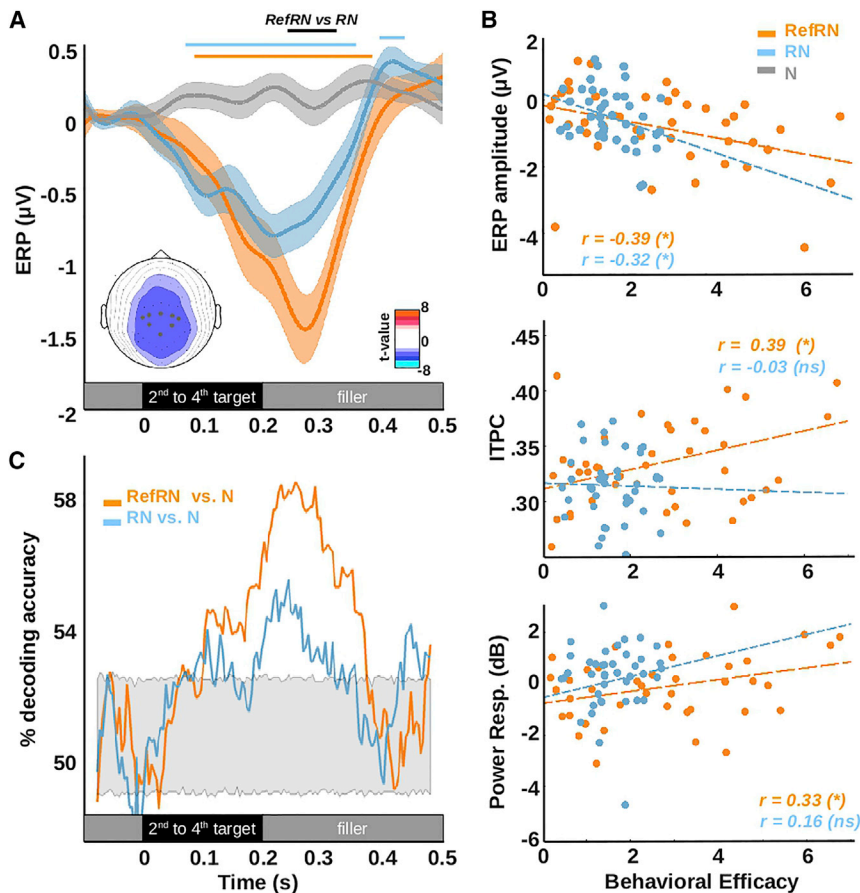 A
RefRN vs RN
0.5
0
-0.5
-1
-1.5
-2
ERP (µV)
t-value
8
0
-8
2nd to 4th target
filler
0
0.1
0.2
0.3
0.4
0.5
B
RefRN
RN
N
2
0
-2
-4
ERP amplitude (µV)
r = -0.39 (*)
r = -0.32 (*)
0
2
4
6
.45
.40
.35
.30
ITPC
r = 0.39 (*)
r = -0.03 (ns)
0
2
4
6
2
0
-2
-4
-6
Power Resp. (dB)
r = 0.33 (*)
r = 0.16 (ns)
0
2
4
6
Behavioral Efficacy
C
RefRN vs. N
RN vs. N
58
54
50
% decoding accuracy
2nd to 4th target
filler
0
0.1
0.2
0.3
0.4
0.5
Time (s)